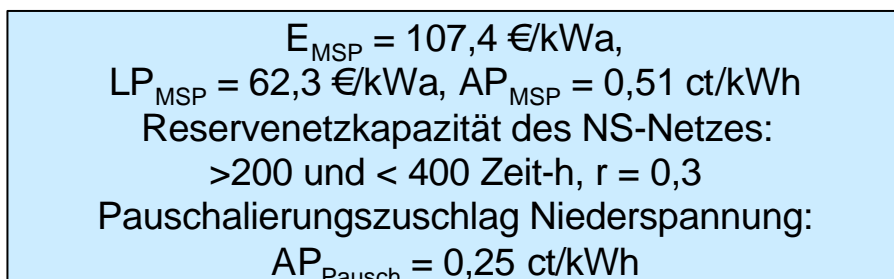 E_MSP = 107,4 €/kWa,
LP_MSP = 62,3 €/kWa, AP_MSP = 0,51 ct/kWh
Reservenetzkapazität des NS-Netzes:
>200 und < 400 Zeit-h, r = 0,3
Pauschalierungszuschlag Niederspannung:
AP_Pausch = 0,25 ct/kWh